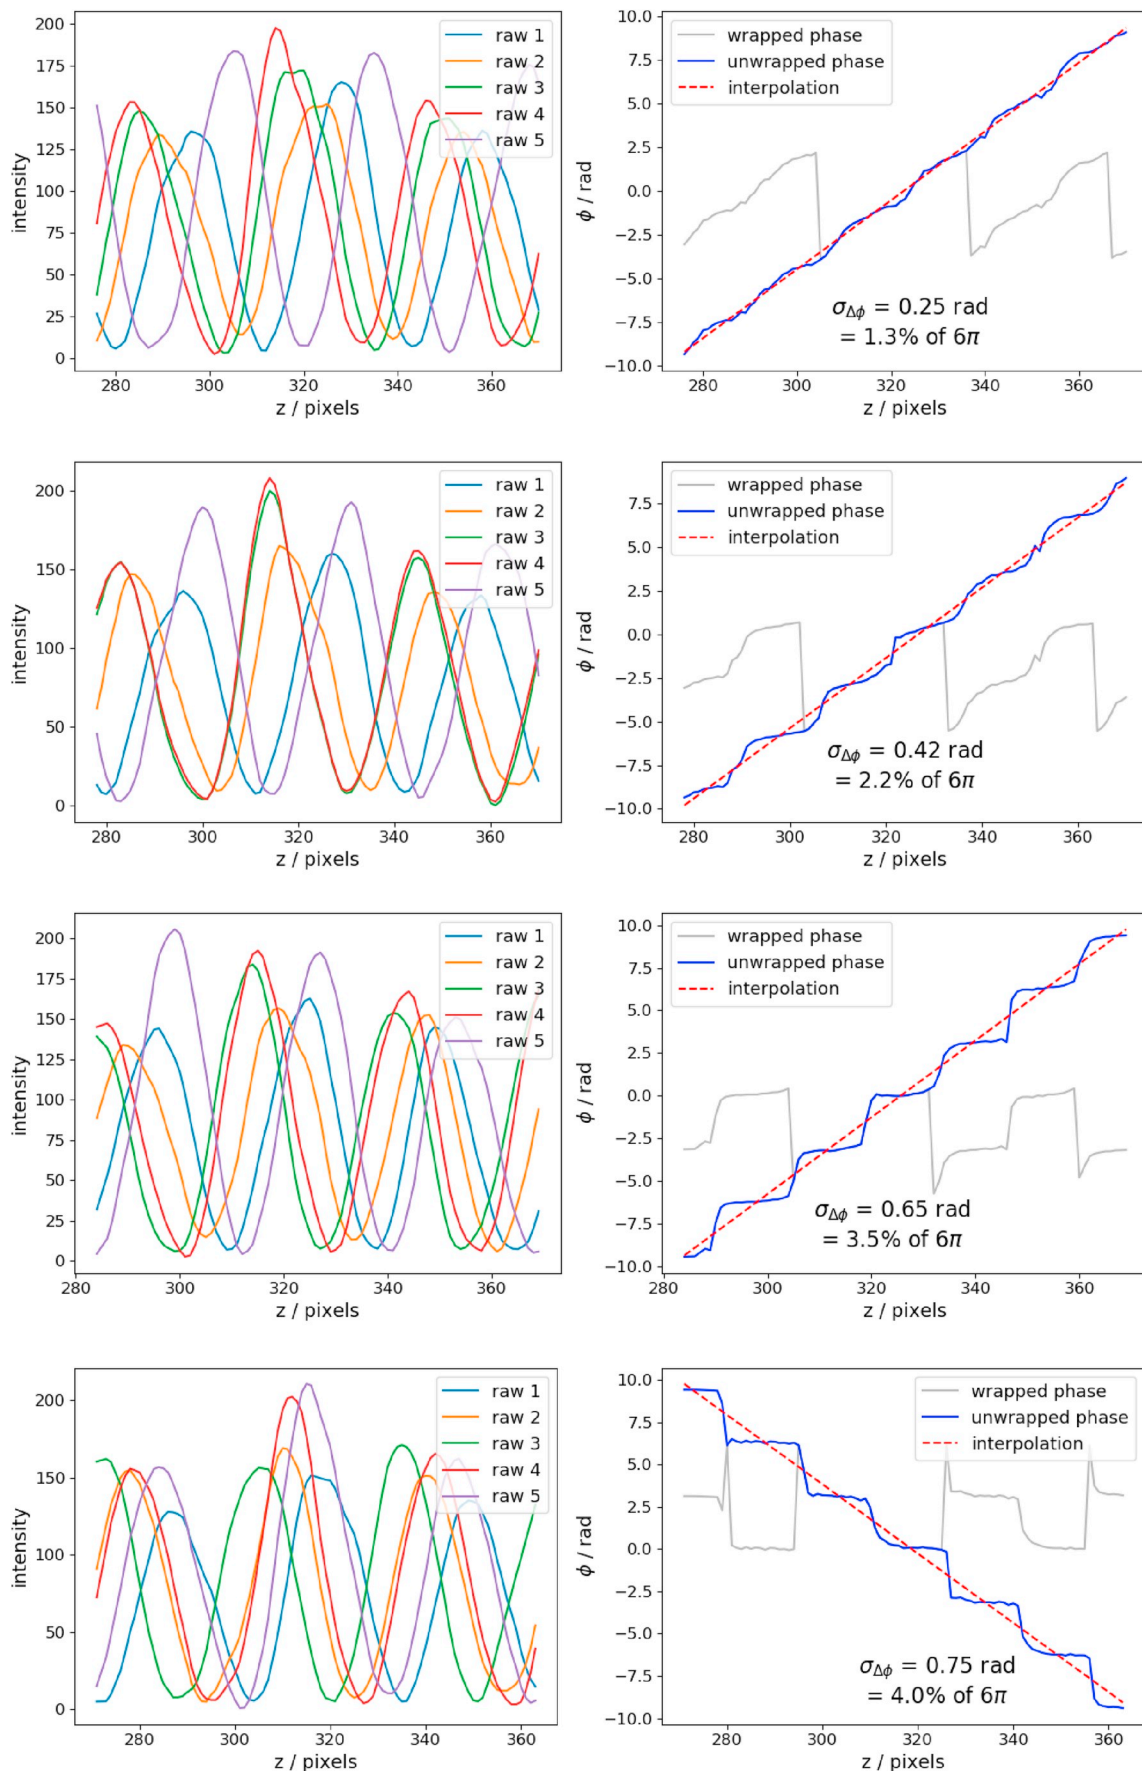 200
175
150
125
100
75
50
25
0
intensity
280 300 320 340 360
z / pixels
raw 1
raw 2
raw 3
raw 4
raw 5
10.0
7.5
5.0
2.5
0.0
−2.5
−5.0
−7.5
−10.0
ϕ / rad
280 300 320 340 360
z / pixels
wrapped phase
unwrapped phase
interpolation
σΔϕ = 0.25 rad
= 1.3% of 6π
200
150
100
50
0
intensity
280 300 320 340 360
z / pixels
raw 1
raw 2
raw 3
raw 4
raw 5
7.5
5.0
2.5
0.0
−2.5
−5.0
−7.5
−10.0
ϕ / rad
280 300 320 340 360
z / pixels
wrapped phase
unwrapped phase
interpolation
σΔϕ = 0.42 rad
= 2.2% of 6π
200
175
150
125
100
75
50
25
0
intensity
280 300 320 340 360
z / pixels
raw 1
raw 2
raw 3
raw 4
raw 5
10.0
7.5
5.0
2.5
0.0
−2.5
−5.0
−7.5
−10.0
ϕ / rad
280 300 320 340 360
z / pixels
wrapped phase
unwrapped phase
interpolation
σΔϕ = 0.65 rad
= 3.5% of 6π
200
150
100
50
0
intensity
280 300 320 340 360
z / pixels
raw 1
raw 2
raw 3
raw 4
raw 5
10.0
7.5
5.0
2.5
0.0
−2.5
−5.0
−7.5
−10.0
ϕ / rad
280 300 320 340 360
z / pixels
wrapped phase
unwrapped phase
interpolation
σΔϕ = 0.75 rad
= 4.0% of 6π